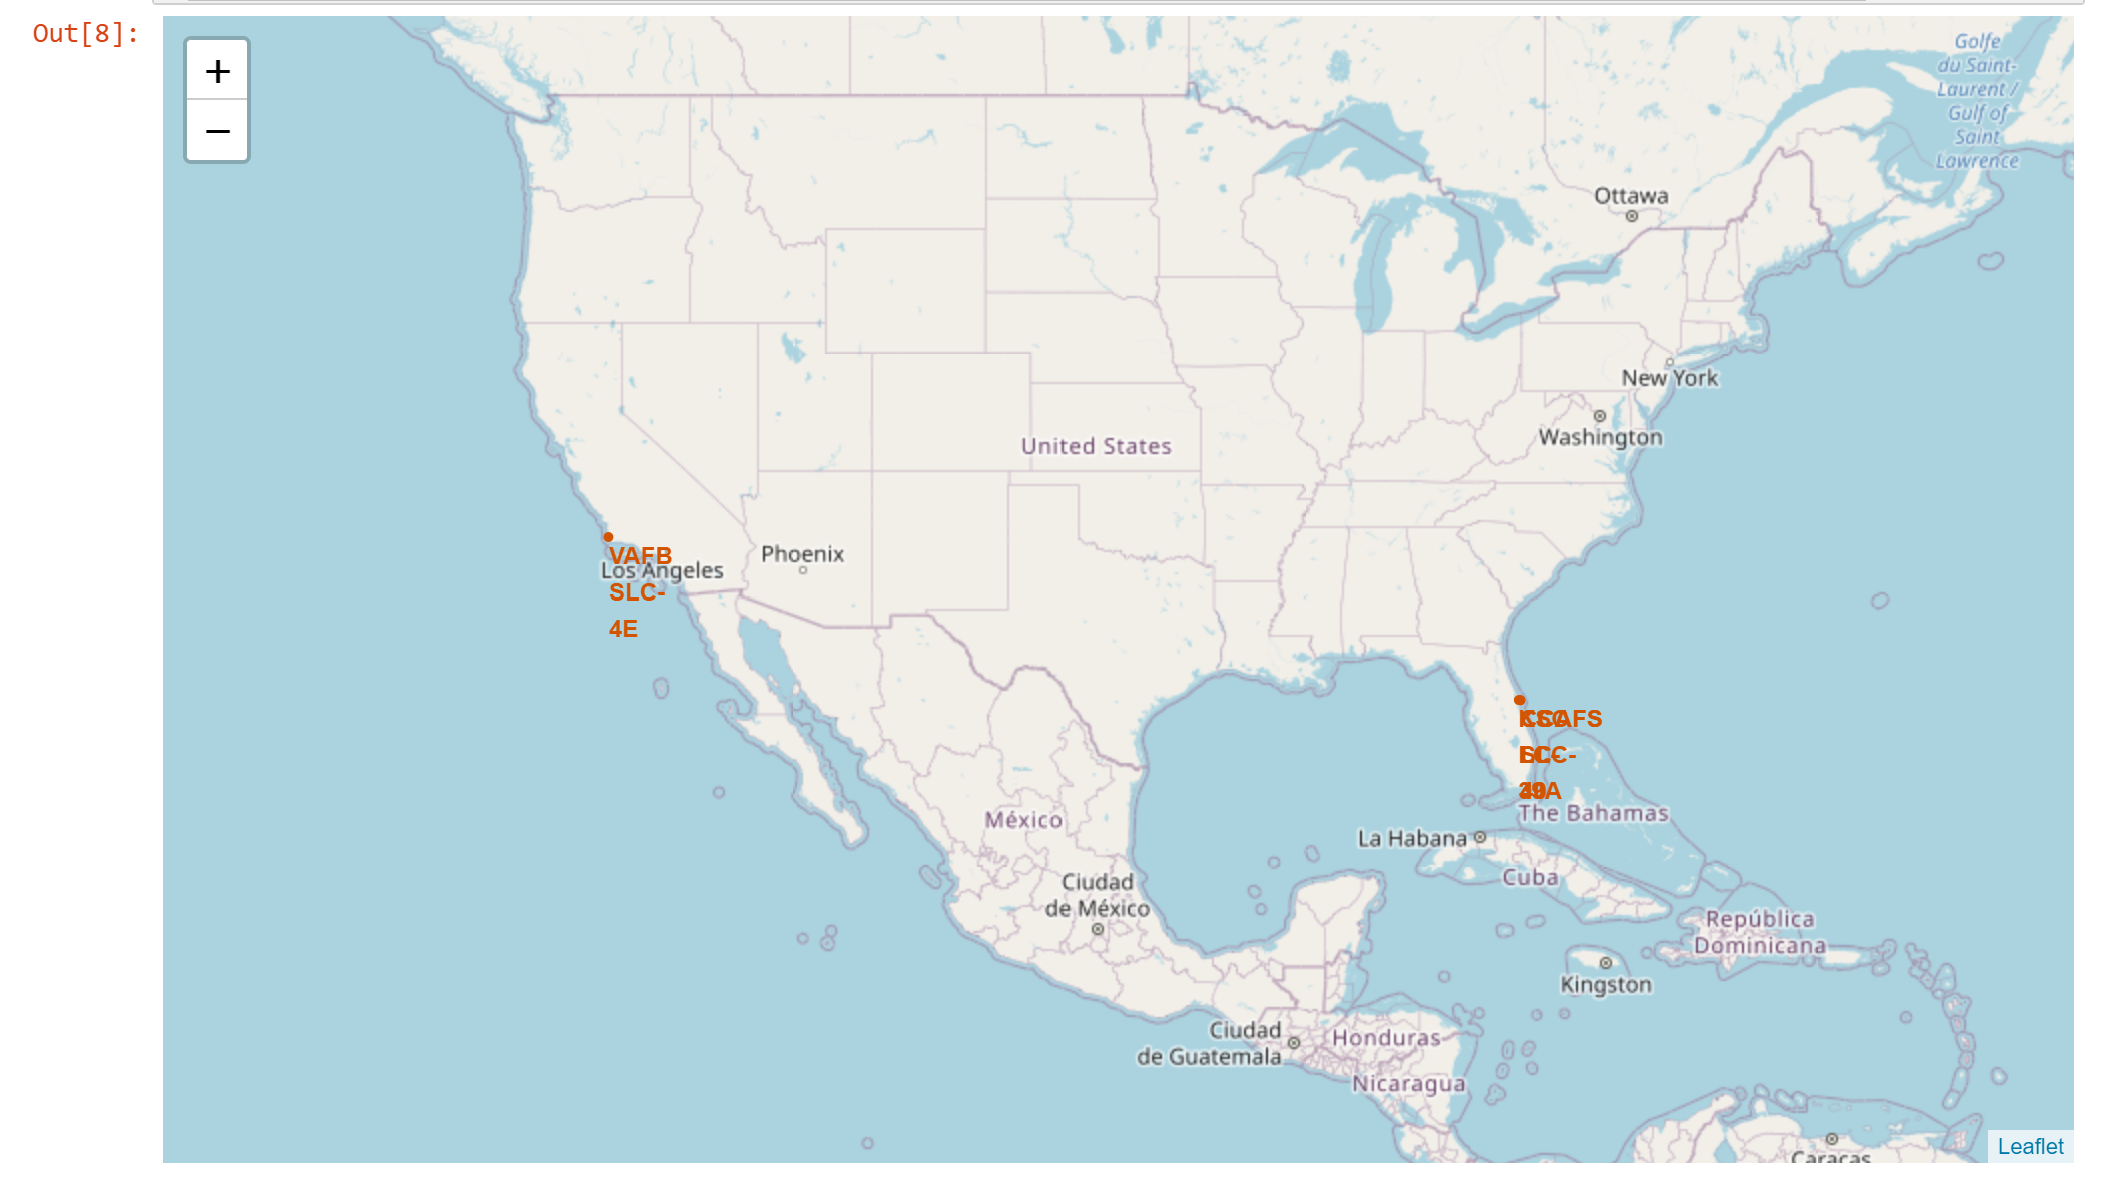 Out[8]:
+
−
Golfe
du Saint-
Laurent /
Gulf of
Saint
Lawrence
Ottawa
New York
Washington
United States
Phoenix
VAFB
Los Angeles
SLC-
4E
CCAFS
The Bahamas
México
La Habana
Cuba
Ciudad
de México
República
Dominicana
Kingston
Ciudad
de Guatemala
Honduras
Nicaragua
Leaflet
Caracas